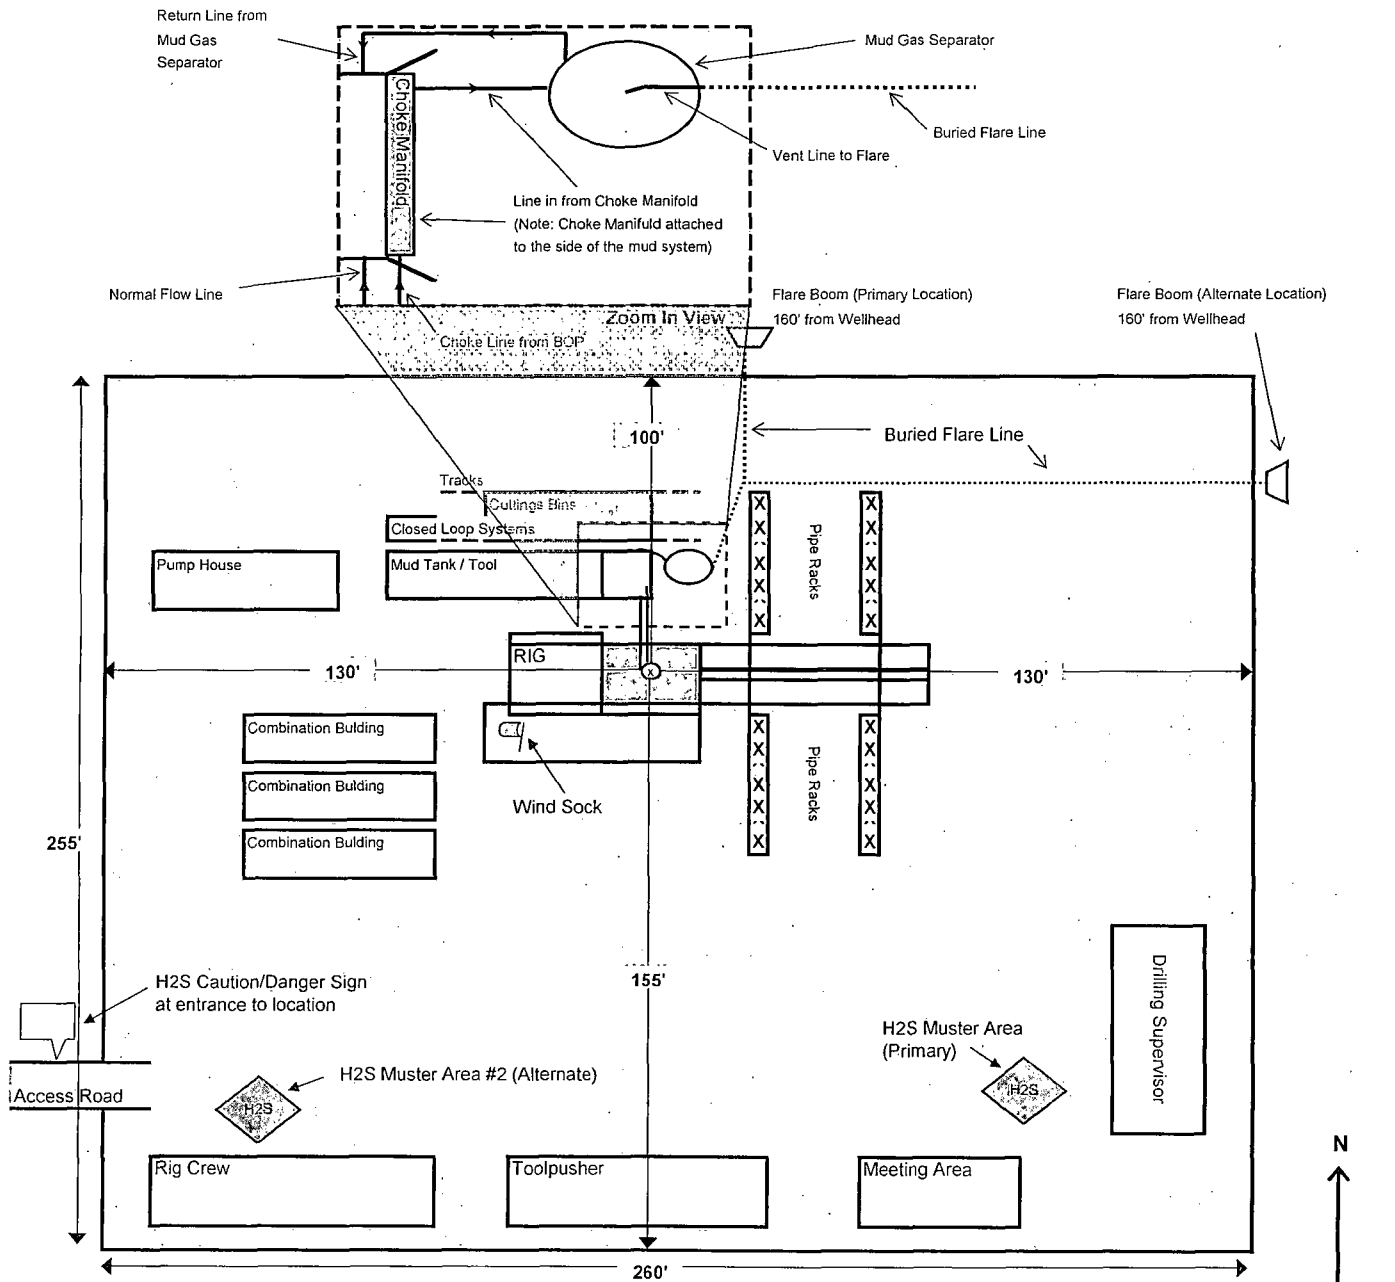 Return Line from
Mud Gas
Separator
Mud Gas Separator
Choke Manifold
Buried Flare Line
Vent Line to Flare
Line in from Choke Manifold
(Note: Choke Manifuld attached
to the side of the mud system)
Normal Flow Line
Zoom In View
Choke Line from BOP
Flare Boom (Primary Location)
160' from Wellhead
Flare Boom (Alternate Location)
160' from Wellhead
100'
Buried Flare Line
Tracks
Cuttings Bins
Closed Loop Systems
Pump House
Mud Tank / Tool
X
X
X
X
X
X
X
X
Pipe Racks
RIG
x
130'
130'
Combination Bulding
Combination Bulding
Combination Bulding
Wind Sock
X
X
X
X
X
X
X
X
Pipe Racks
255'
155'
H2S Caution/Danger Sign
at entrance to location
Access Road
H2S Muster Area #2 (Alternate)
H2S
H2S Muster Area
(Primary)
H2S
Drilling Supervisor
Rig Crew
Toolpusher
Meeting Area
N
260'